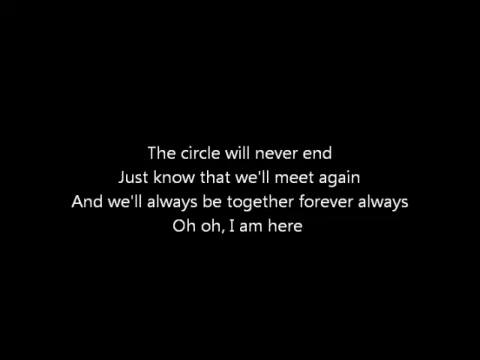 The circle will never end
Just know that we'll meet again
And we'll always be together forever always
Oh oh, I am here